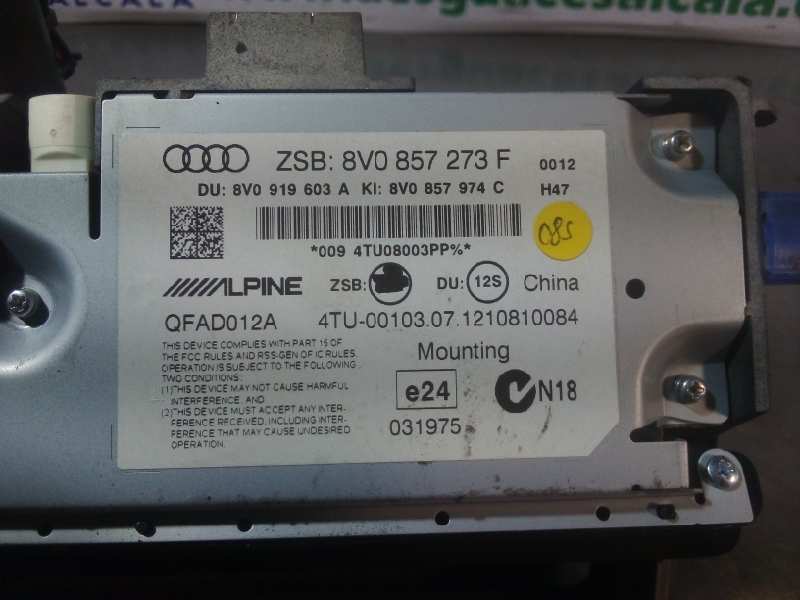 ALCALA
ZSB: 8V0 857 273 F
0012
DU: 8V0 919 603 A KI: 8V0 857 974 C
H47
085
*009 4TU08003PP%*
ALPINE
ZSB:
DU: 12S China
QFAD012A
4TU-00103.07.1210810084
THIS DEVICE COMPLIES WITH PART 15 OF
THE FCC RULES AND RSS-GEN OF IC RULES.
OPERATION IS SUBJECT TO THE FOLLOWING
TWO CONDITIONS:
(1)THIS DEVICE MAY NOT CAUSE HARMFUL
INTERFERENCE, AND
(2)THIS DEVICE MUST ACCEPT ANY INTER-
FERENCE RECEIVED, INCLUDING INTER-
FERENCE THAT MAY CAUSE UNDESIRED
OPERATION.
Mounting
e24
N18
031975